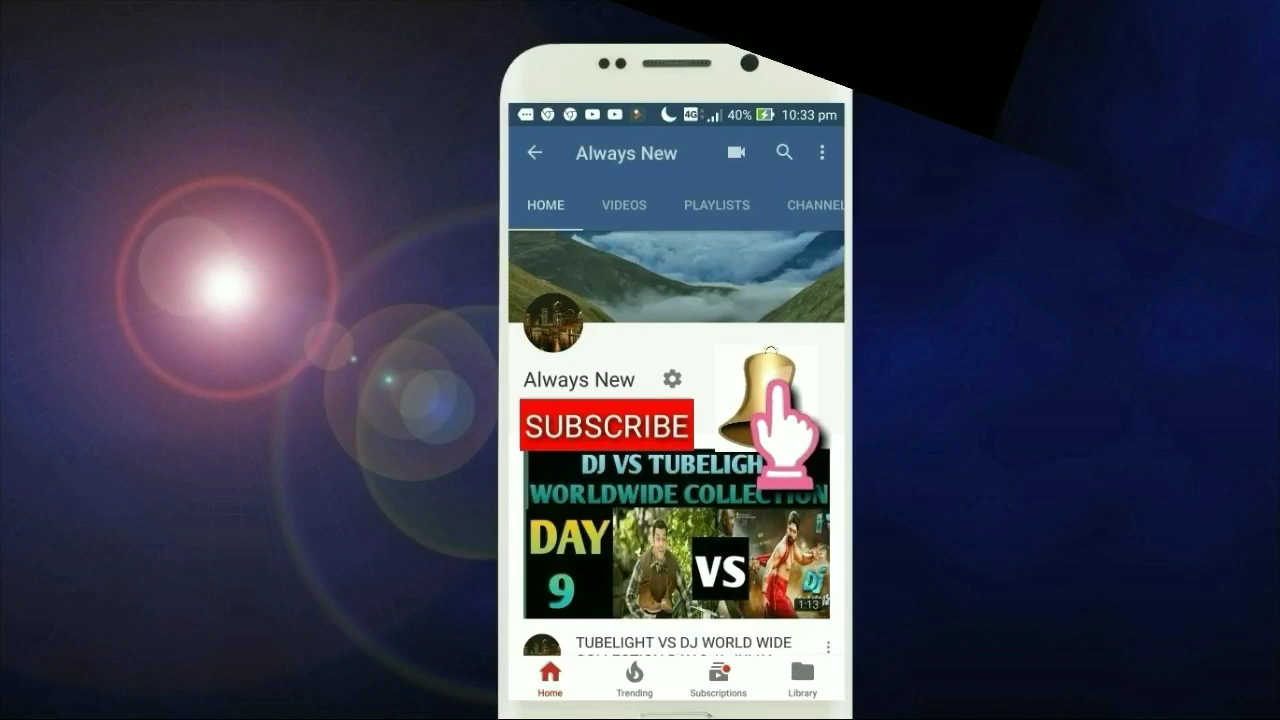 4G 40% 10:33 pm
Always New
HOME VIDEOS PLAYLISTS CHANNEL
Always New
SUBSCRIBE
DJ VS TUBELIGH
WORLDWIDE COLLECTION
DAY
9
VS
DJ
1:13
TUBELIGHT VS DJ WORLD WIDE
Home Trending Subscriptions Library